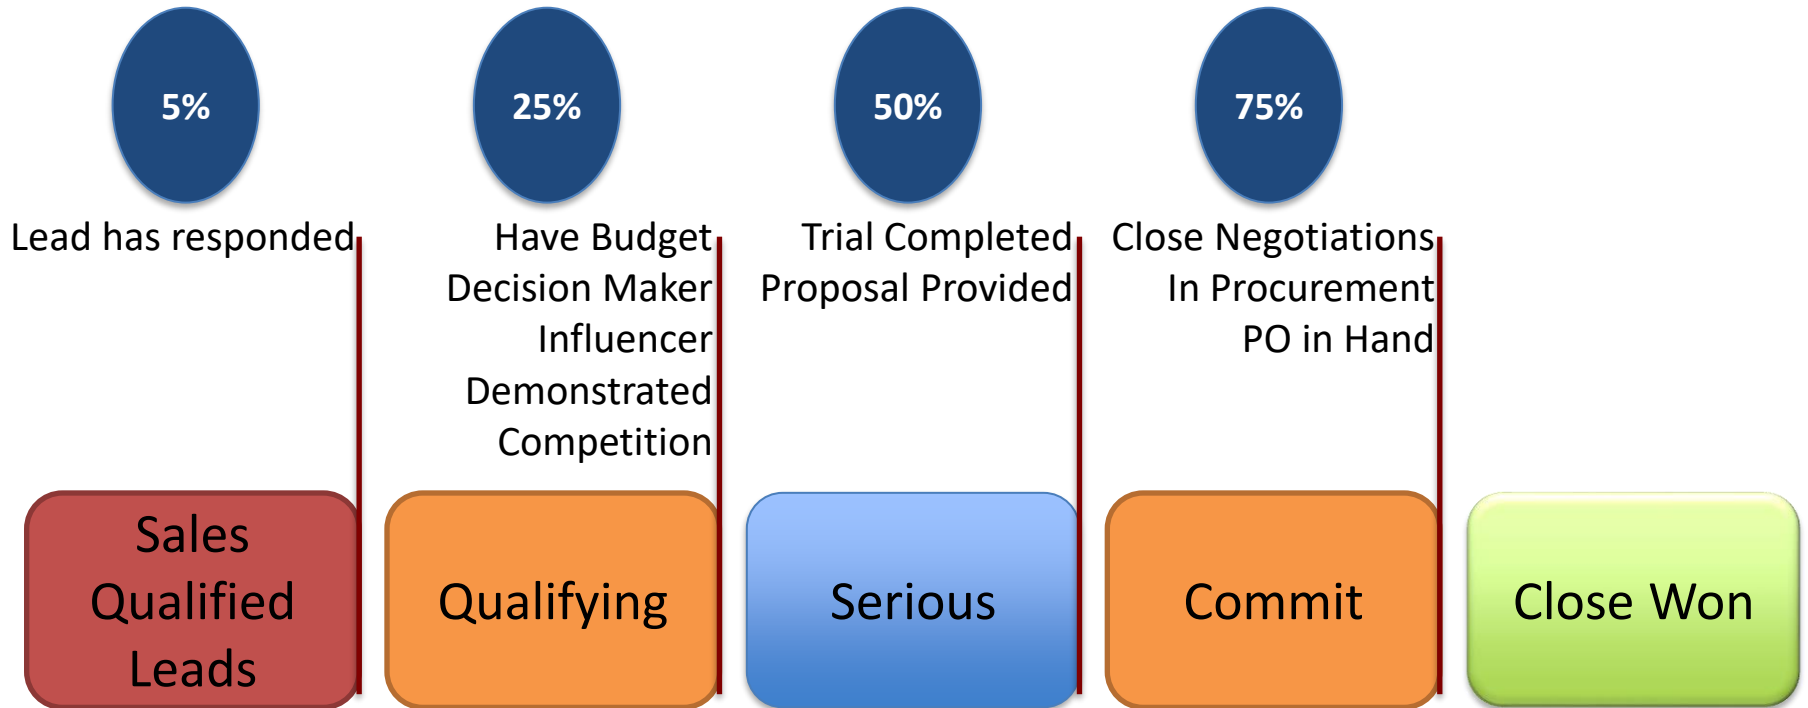 5%
25%
50%
75%
Lead has responded
Have Budget
Decision Maker
Influencer
Demonstrated
Competition
Trial Completed
Proposal Provided
Close Negotiations
In Procurement
PO in Hand
Sales
Qualified
Leads
Qualifying
Serious
Commit
Close Won